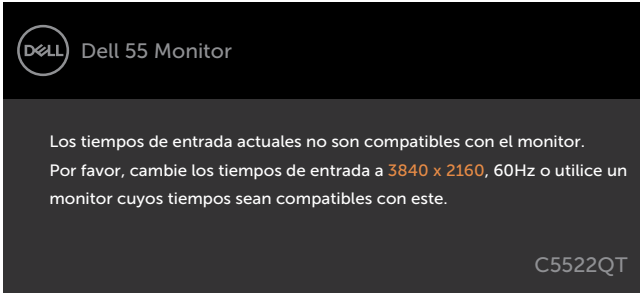 DELL
Dell 55 Monitor
Los tiempos de entrada actuales no son compatibles con el monitor.
Por favor, cambie los tiempos de entrada a 3840 x 2160, 60Hz o utilice un
monitor cuyos tiempos sean compatibles con este.
C5522QT